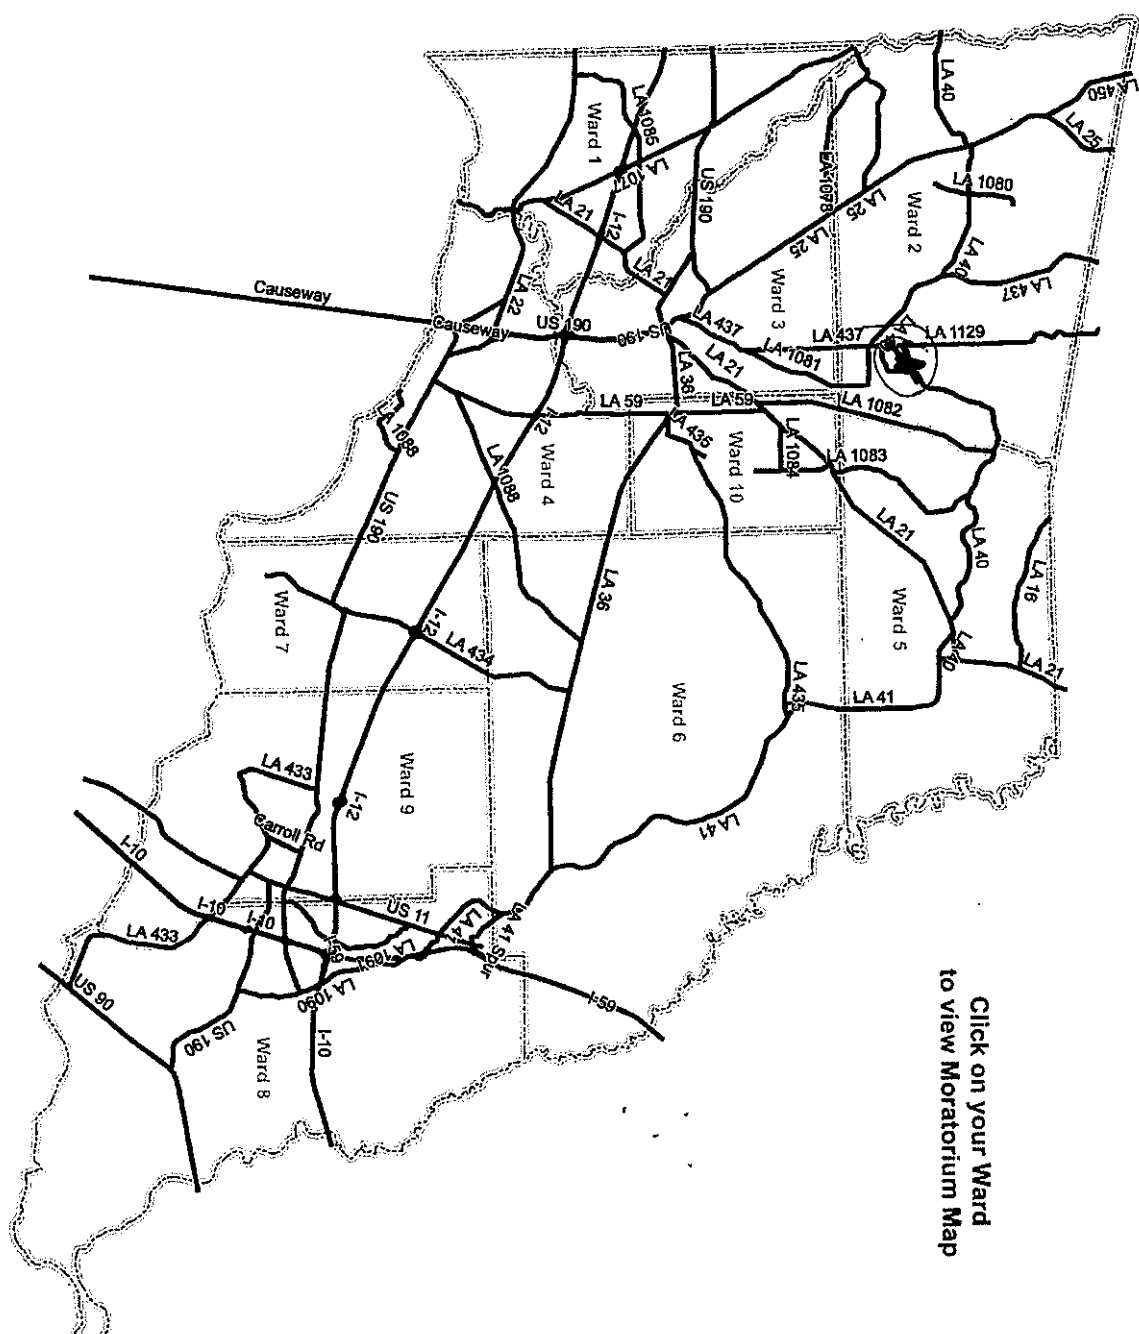 Click on your Ward
to view Moratorium Map
LA 450
LA 25
LA 40
LA 1080
Ward 2
LA 25
LA 1078
LA 25
LA 40
LA 437
LA 1085
Ward 1
LA 1077
US 190
LA 21
I-12
LA 21
Ward 3
LA 437
LA 1129
Causeway
LA 22
Causeway
US 190
US 190
LA 437
LA 1081
LA 21
LA 36
LA 59
LA 59
LA 1082
LA 1088
I-12
LA 435
Ward 10
LA 1084
LA 1083
LA 1088
Ward 4
US 190
LA 21
LA 40
LA 16
LA 36
Ward 5
Ward 7
I-12
LA 434
LA 40
LA 21
Ward 6
LA 435
LA 41
LA 433
I-12
Ward 9
LA 41
Carroll Rd
I-10
I-10
I-10
US 11
LA 41
LA 41 Spur
LA 433
I-59
LA 1091
I-59
US 90
US 190
LA 1090
I-10
Ward 8